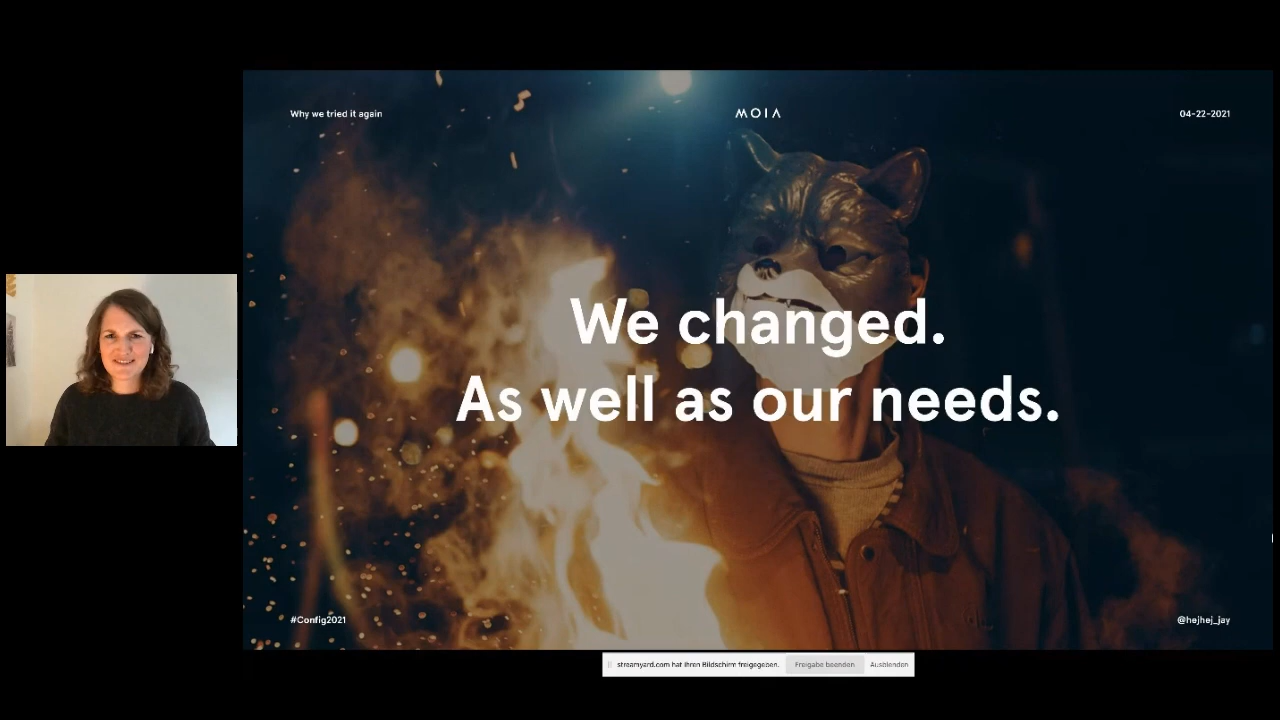 Why we tried it again
MOIA
04-22-2021
We changed.
As well as our needs.
#Config2021
@hejhej_jay
streamyard.com hat Ihren Bildschirm freigegeben.
Freigabe beenden
Ausblenden